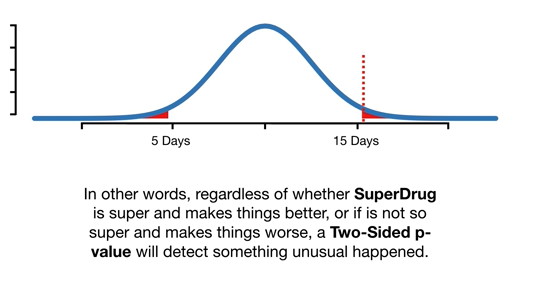 5 Days
15 Days
In other words, regardless of whether SuperDrug
is super and makes things better, or if is not so
super and makes things worse, a Two-Sided p-
value will detect something unusual happened.